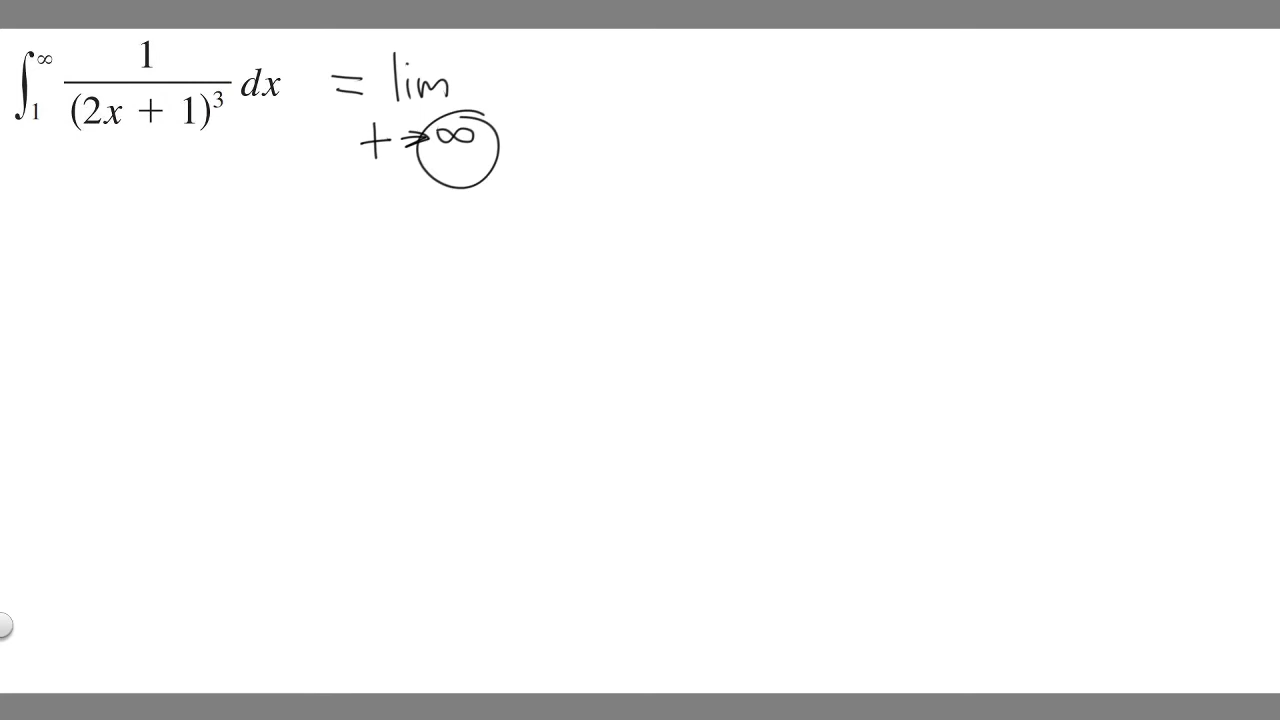 ∫₁^∞ 1/(2x + 1)³ dx = lim
t→∞